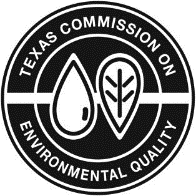 TEXAS COMMISSION ON
ENVIRONMENTAL QUALITY